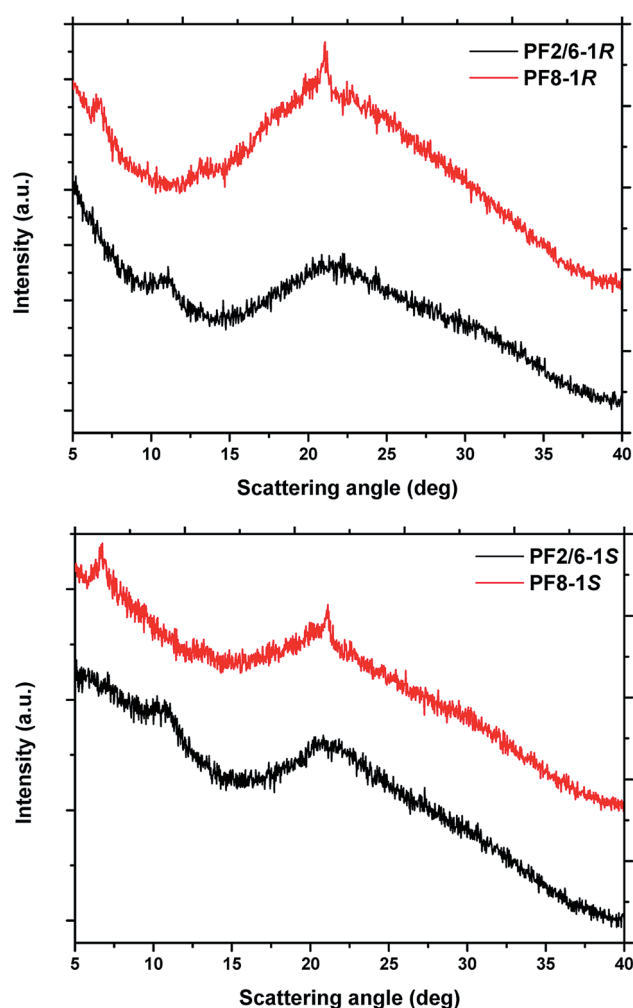 PF2/6-1R
PF8-1R
Intensity (a.u.)
5 10 15 20 25 30 35 40
Scattering angle (deg)
PF2/6-1S
PF8-1S
Intensity (a.u.)
5 10 15 20 25 30 35 40
Scattering angle (deg)